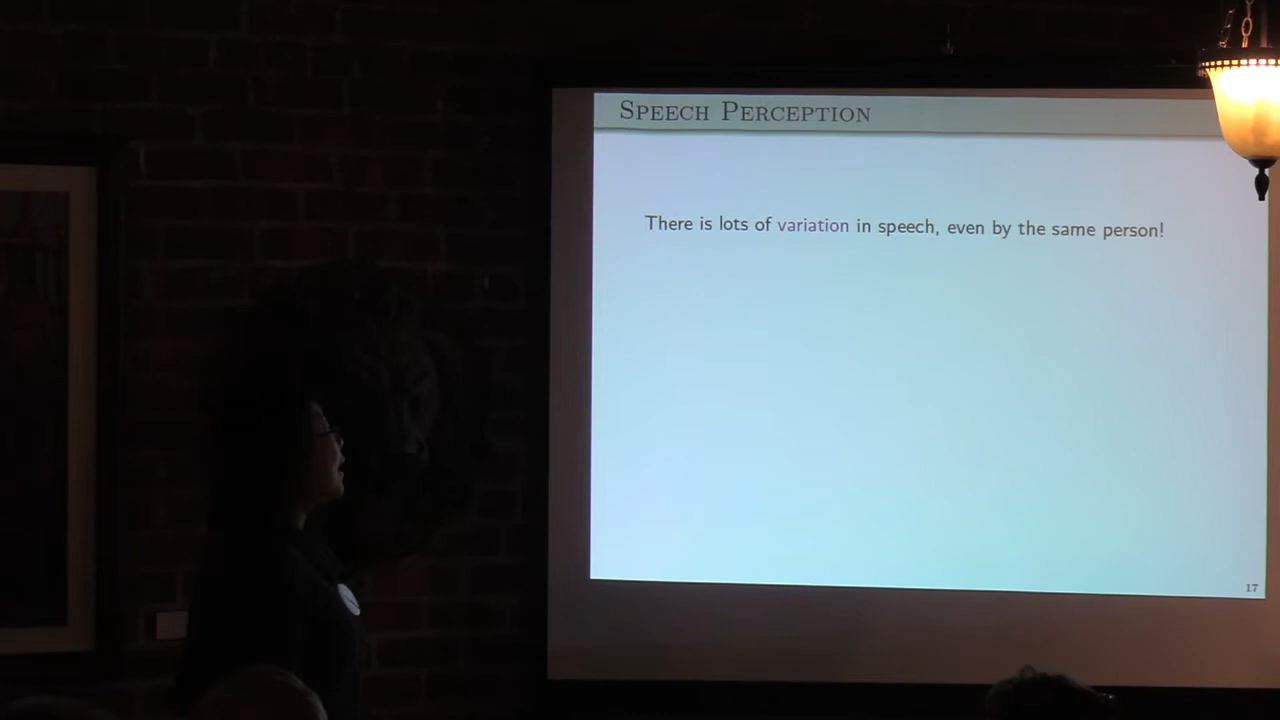 SPEECH PERCEPTION
There is lots of variation in speech, even by the same person!
17